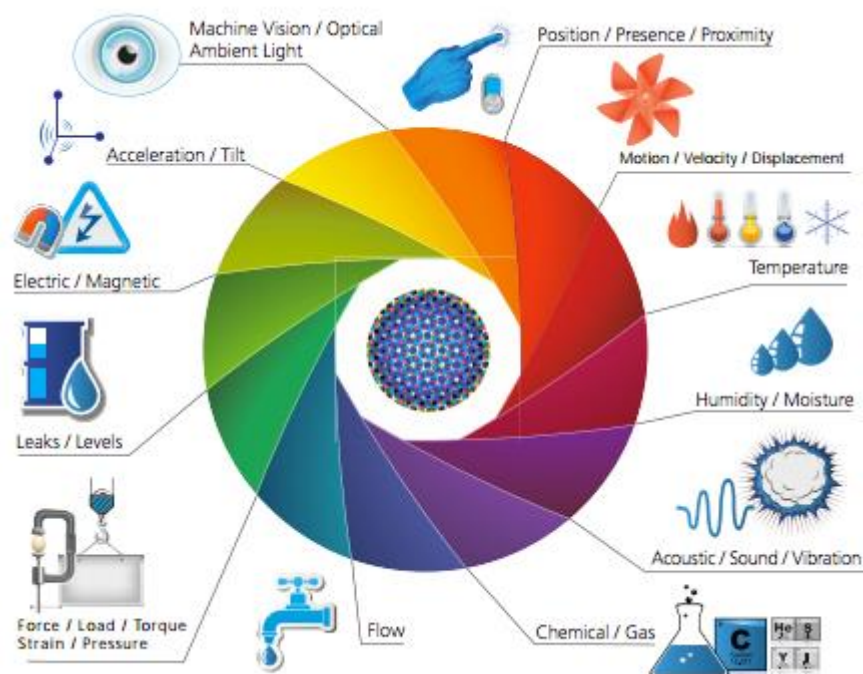 Machine Vision / Optical
Ambient Light
Position / Presence / Proximity
Motion / Velocity / Displacement
Acceleration / Tilt
Electric / Magnetic
Temperature
Humidity / Moisture
Leaks / Levels
Acoustic / Sound / Vibration
Force / Load / Torque
Strain / Pressure
Flow
Chemical / Gas
C
He S
Y